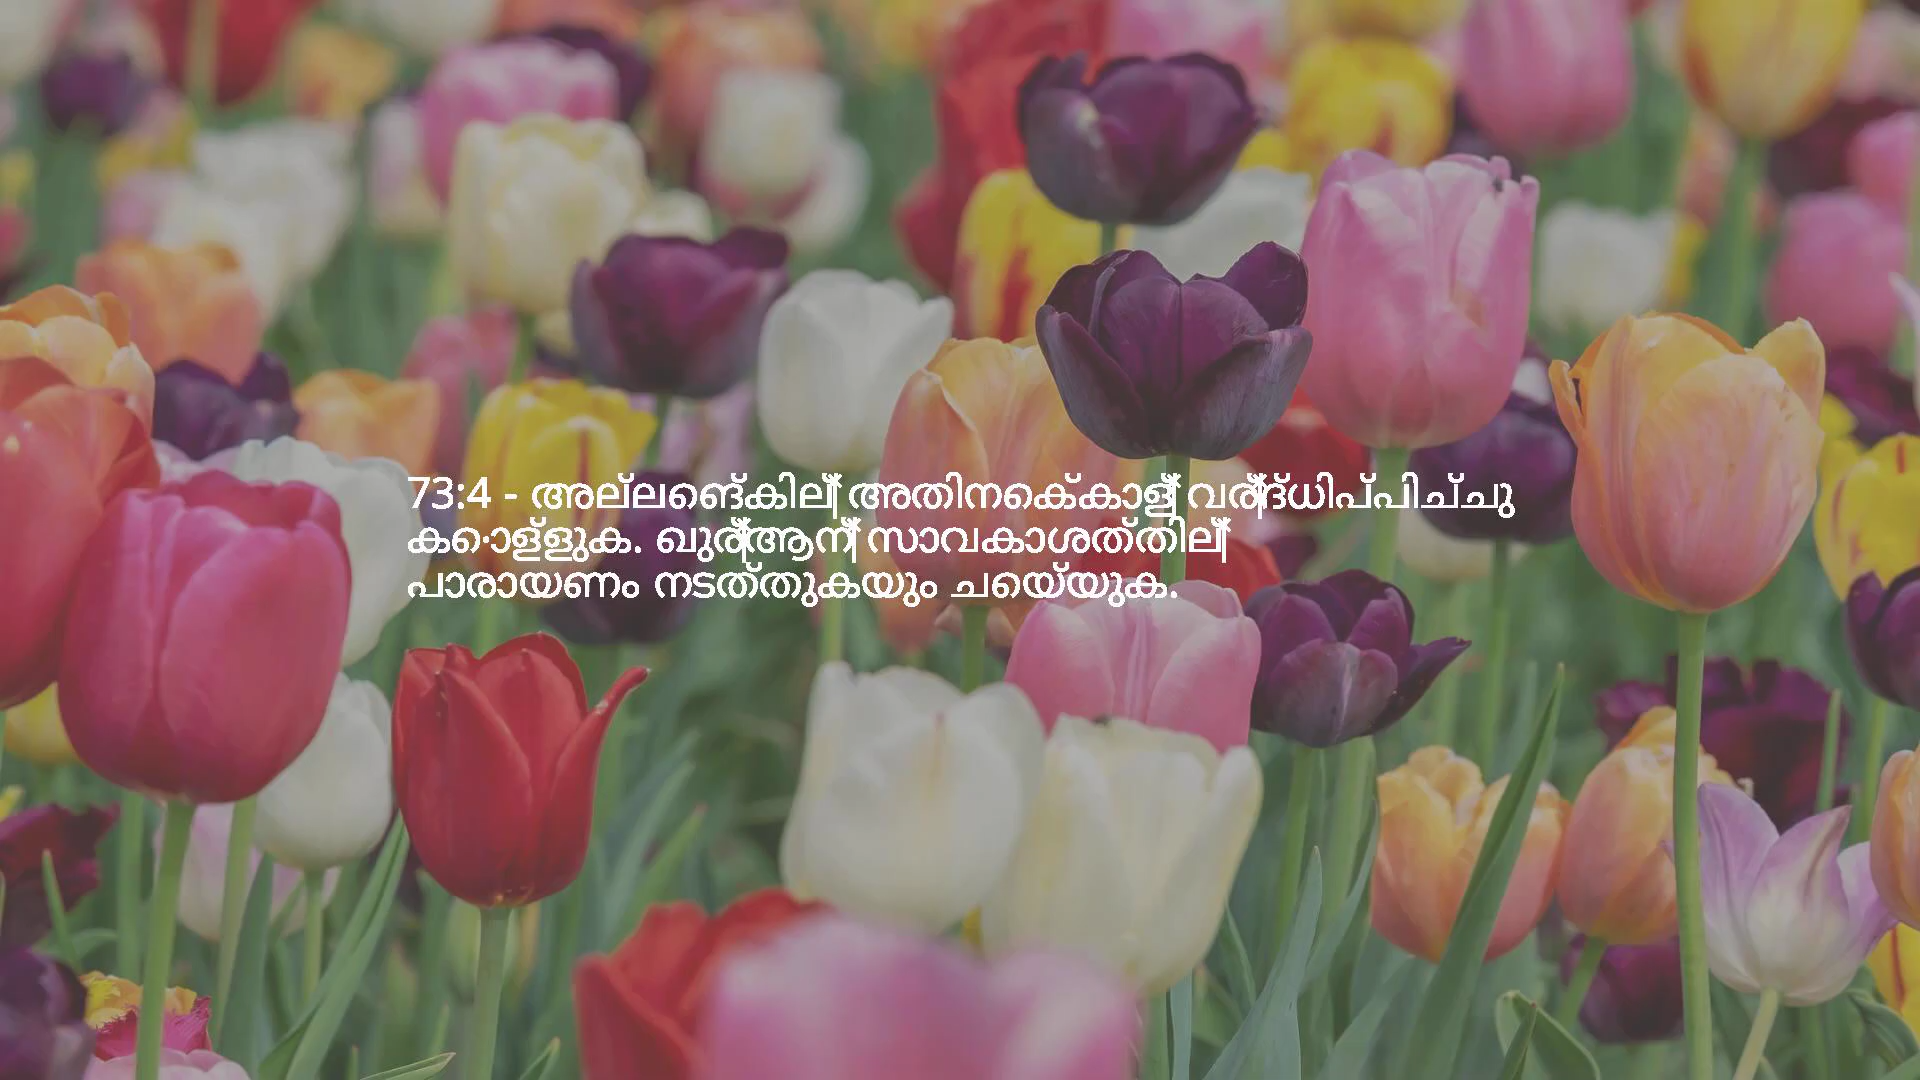 73:4 - അല്ലെങ്കില്‍ അതിനെക്കാള്‍ വര്‍ദ്ധിപ്പിച്ചു
കൊള്ളുക. ഖുര്‍ആന്‍ സാവകാശത്തില്‍
പാരായണം നടത്തുകയും ചെയ്യുക.